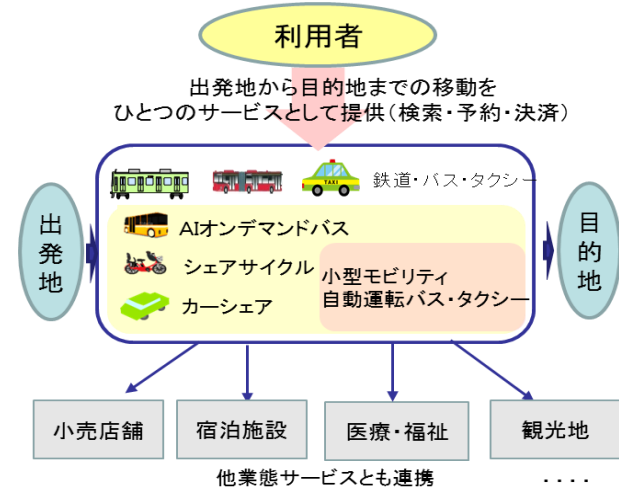 利用者
出発地から目的地までの移動を
ひとつのサービスとして提供(検索・予約・決済)
TAXI
鉄道・バス・タクシー
出発地
目的地
AIオンデマンドバス
シェアサイクル
カーシェア
小型モビリティ
自動運転バス・タクシー
小売店舗
宿泊施設
医療・福祉
観光地
他業態サービスとも連携
・・・・